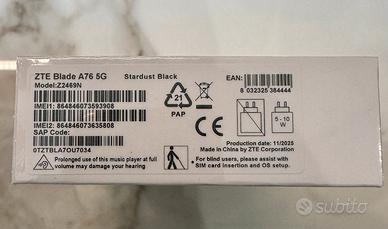 ZTE Blade A76 5G
Stardust Black
EAN:
8 032325 384444
Model:Z2469N
IMEI1: 864846073593908
IMEI2: 864846073635808
SAP Code:
0TZTBLA7OU7034
21
PAP
CE
5 - 10
W
Production date: 11/2025
Made in China by ZTE Corporation
Prolonged use of this music player at full
volume may damage your hearing
* For blind users, please assist with
SIM card insertion and OS setup.
subito